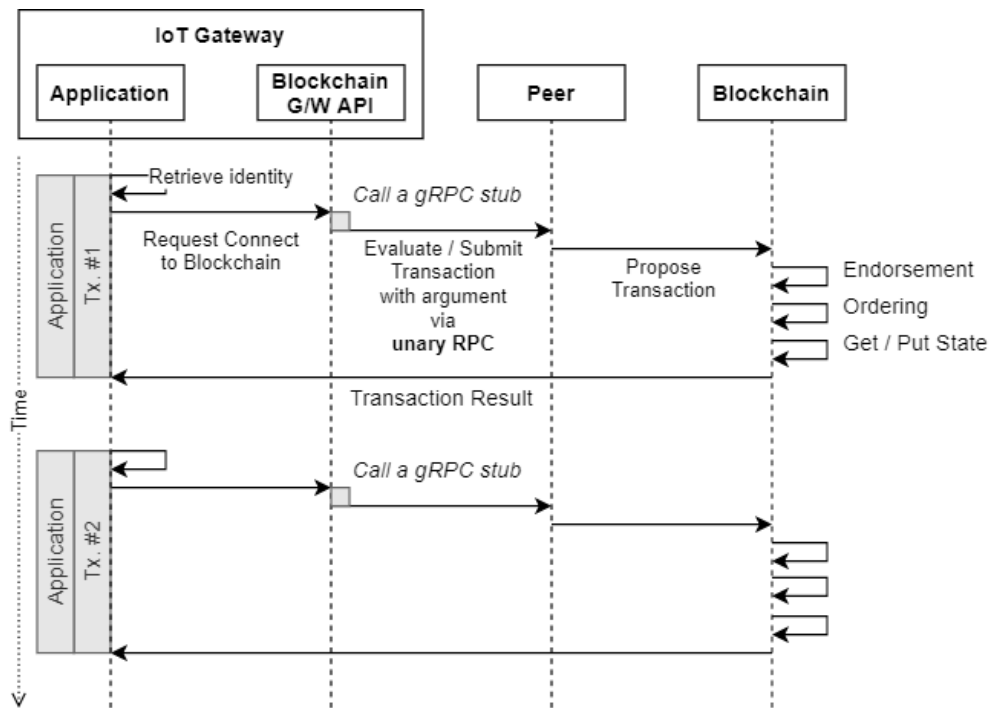 IoT Gateway
Application
Blockchain
G/W API
Peer
Blockchain
Retrieve identity
Call a gRPC stub
Request Connect
to Blockchain
Evaluate / Submit
Transaction
with argument
via
unary RPC
Propose
Transaction
Endorsement
Ordering
Get / Put State
Application
Tx. #1
Transaction Result
Time
Call a gRPC stub
Application
Tx. #2